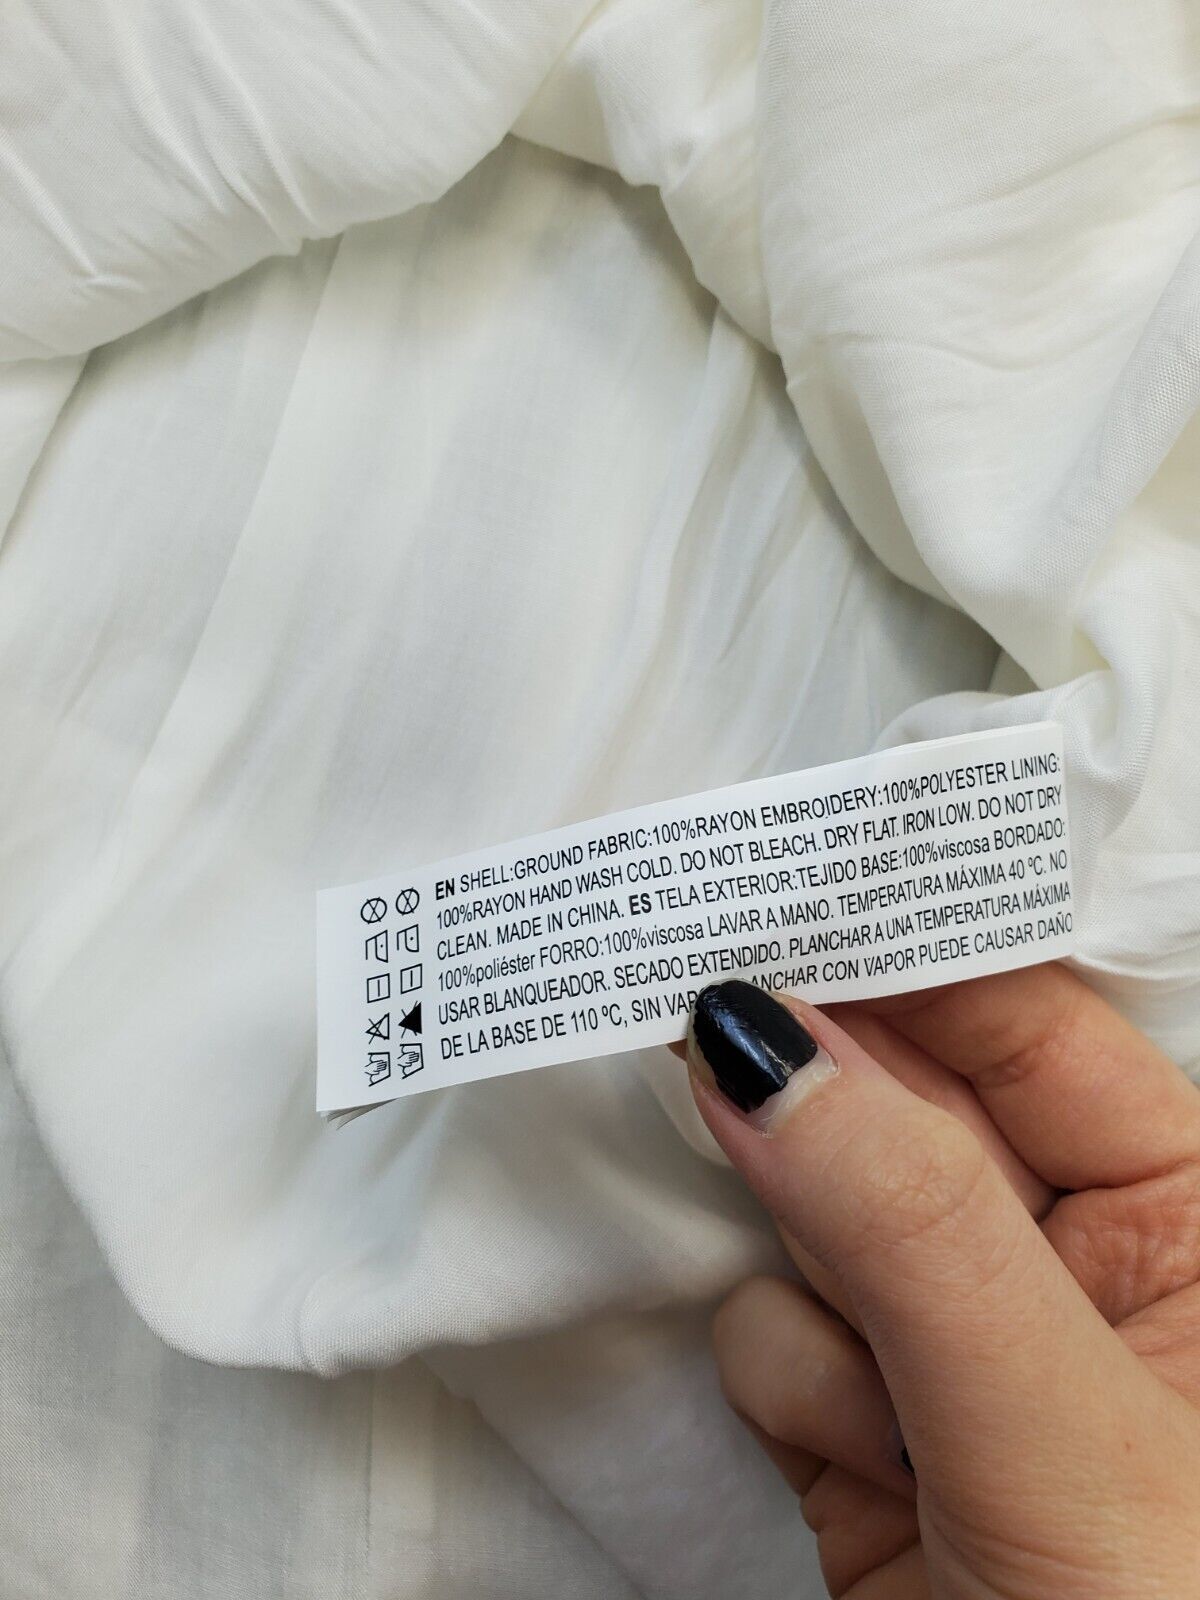 EN SHELL:GROUND FABRIC:100%RAYON EMBROIDERY:100%POLYESTER LINING:
100%RAYON HAND WASH COLD. DO NOT BLEACH. DRY FLAT. IRON LOW. DO NOT DRY
CLEAN. MADE IN CHINA. ES TELA EXTERIOR:TEJIDO BASE:100%viscosa BORDADO:
100%poliéster FORRO:100%viscosa LAVAR A MANO. TEMPERATURA MÁXIMA 40 ºC. NO
USAR BLANQUEADOR. SECADO EXTENDIDO. PLANCHAR A UNA TEMPERATURA MÁXIMA
DE LA BASE DE 110 ºC, SIN CON VAPOR PUEDE CAUSAR DAÑO